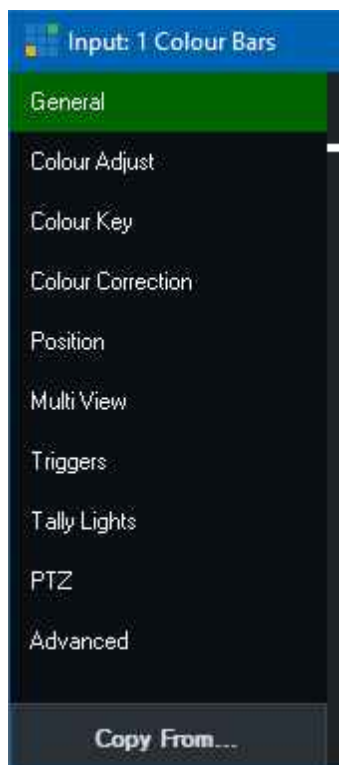 Input: 1 Colour Bars
General
Colour Adjust
Colour Key
Colour Correction
Position
Multi View
Triggers
Tally Lights
PTZ
Advanced
Copy From...